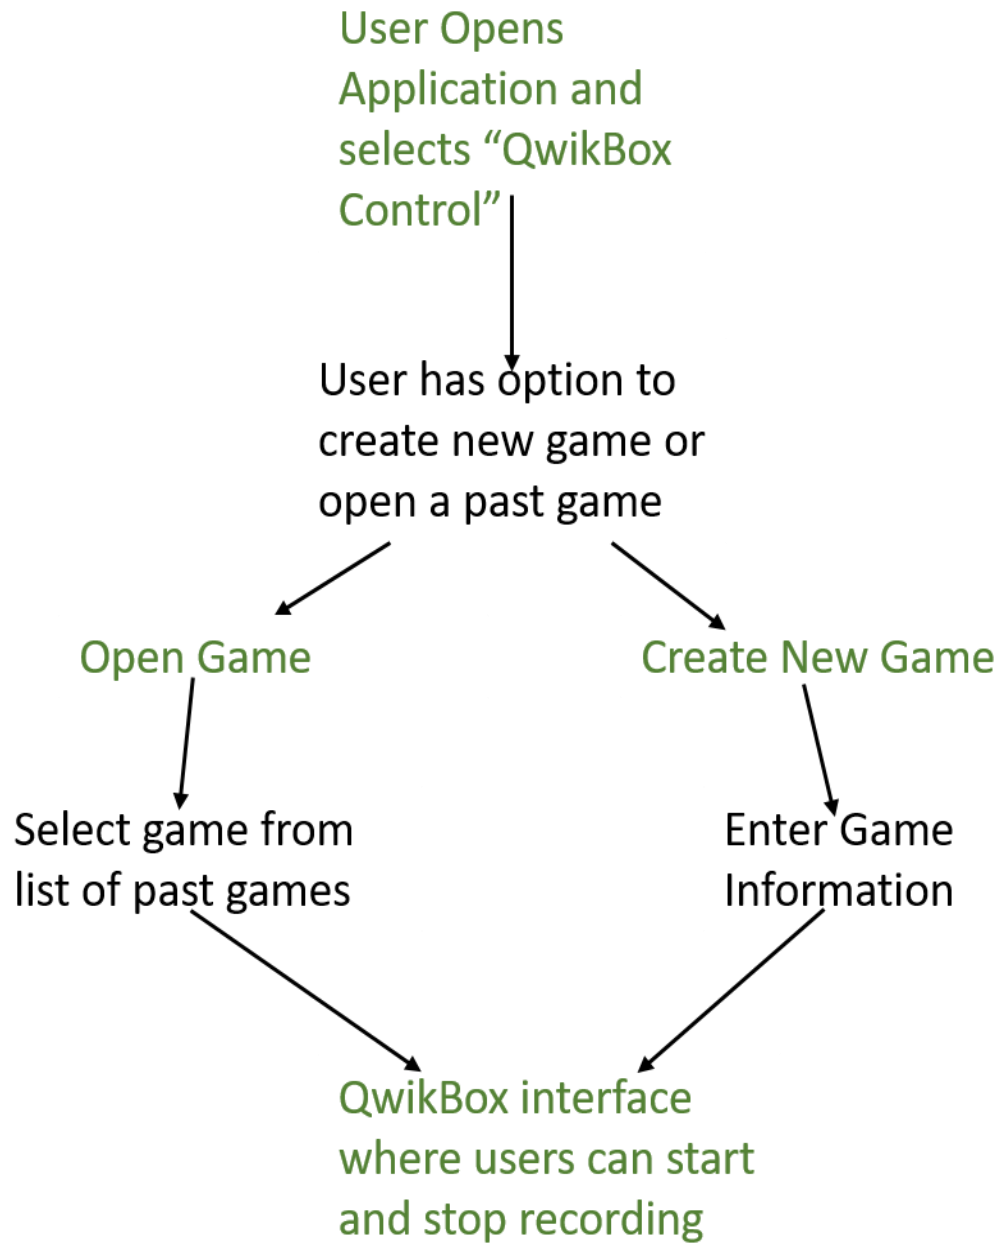 User Opens
Application and
selects “QwikBox
Control”
User has option to
create new game or
open a past game
Open Game
Create New Game
Select game from
list of past games
Enter Game
Information
QwikBox interface
where users can start
and stop recording